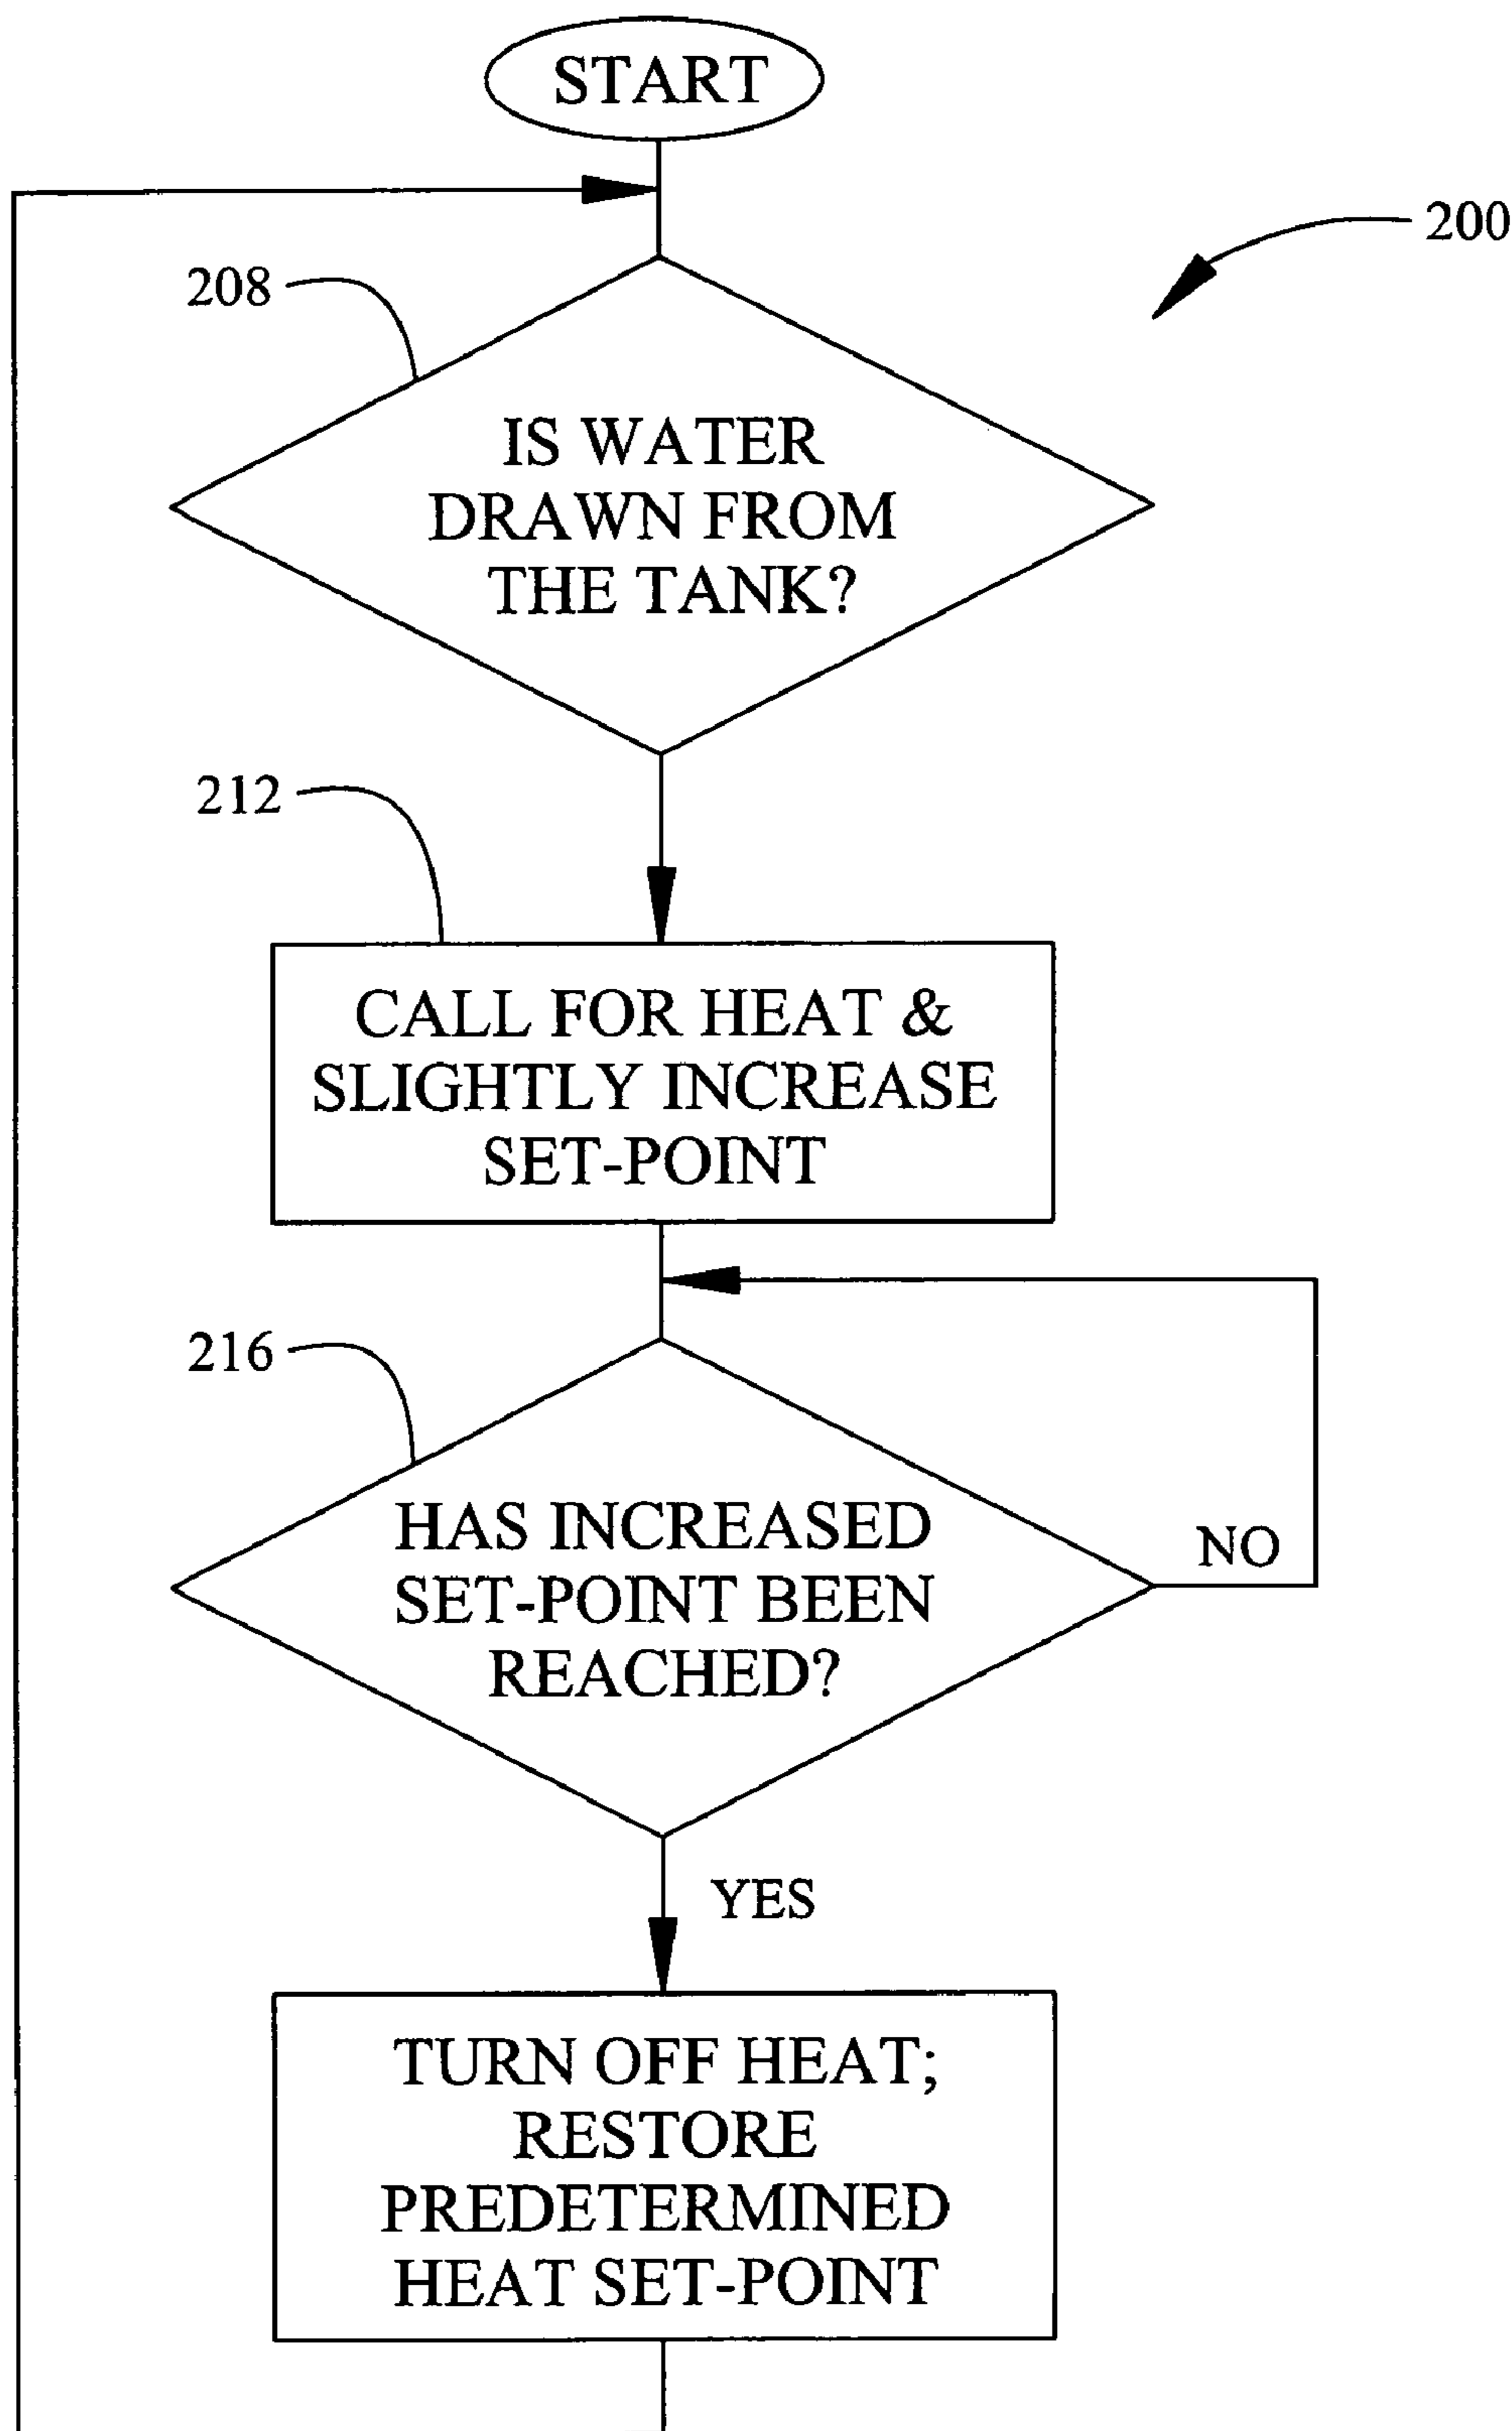 START
200
208
IS WATER
DRAWN FROM
THE TANK?
212
CALL FOR HEAT &
SLIGHTLY INCREASE
SET-POINT
216
HAS INCREASED
SET-POINT BEEN
REACHED?
NO
YES
TURN OFF HEAT;
RESTORE
PREDETERMINED
HEAT SET-POINT